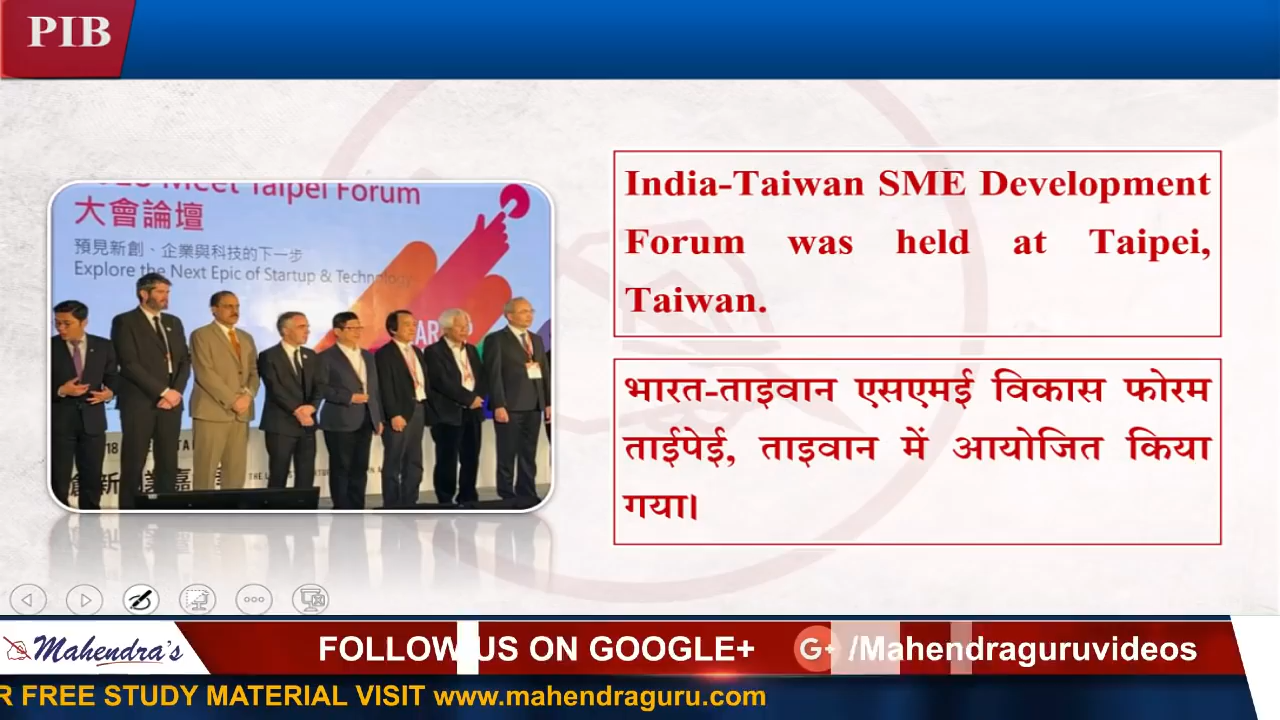 PIB
Meet Taipei Forum
大會論壇
預見新創、企業與科技的下一步
Explore the Next Epic of Startup & Technology
India-Taiwan SME Development
Forum was held at Taipei,
Taiwan.
भारत-ताइवान एसएमई विकास फोरम
ताईपेई, ताइवान में आयोजित किया
गया।
Mahendra's
FOLLOW US ON GOOGLE+ G+ /Mahendraguruvideos
R FREE STUDY MATERIAL VISIT www.mahendraguru.com